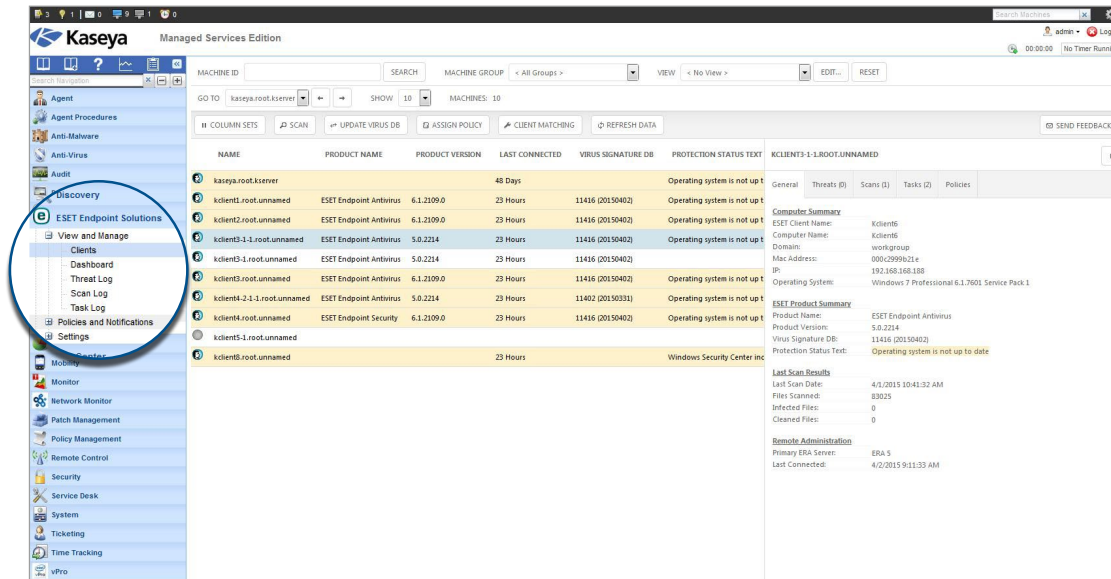 3 1 0 9 1 0 Search Machines
Kaseya Managed Services Edition
admin Log
00:00:00 No Timer Runni
Search Navigation
Agent
Agent Procedures
Anti-Malware
Anti-Virus
Audit
Discovery
ESET Endpoint Solutions
View and Manage
Clients
Dashboard
Threat Log
Scan Log
Task Log
Policies and Notifications
Settings
Center
Mobility
Monitor
Network Monitor
Patch Management
Policy Management
Remote Control
Security
Service Desk
System
Ticketing
Time Tracking
vPro
MACHINE ID SEARCH MACHINE GROUP < All Groups > VIEW < No View > EDIT... RESET
GO TO kaseya.root.kserver SHOW 10 MACHINES: 10
COLUMN SETS SCAN UPDATE VIRUS DB ASSIGN POLICY CLIENT MATCHING REFRESH DATA SEND FEEDBACK
NAME PRODUCT NAME PRODUCT VERSION LAST CONNECTED VIRUS SIGNATURE DB PROTECTION STATUS TEXT
kaseya.root.kserver 48 Days Operating system is not up t
kclient1.root.unnamed ESET Endpoint Antivirus 6.1.2109.0 23 Hours 11416 (20150402) Operating system is not up t
kclient2.root.unnamed ESET Endpoint Antivirus 6.1.2109.0 23 Hours 11416 (20150402) Operating system is not up t
kclient3-1-1.root.unnamed ESET Endpoint Antivirus 5.0.2214 23 Hours 11416 (20150402) Operating system is not up t
kclient3-1.root.unnamed ESET Endpoint Antivirus 5.0.2214 23 Hours 11416 (20150402)
kclient3.root.unnamed ESET Endpoint Antivirus 6.1.2109.0 23 Hours 11416 (20150402) Operating system is not up t
kclient4-2-1-1.root.unnamed ESET Endpoint Antivirus 5.0.2214 23 Hours 11402 (20150331) Operating system is not up t
kclient4.root.unnamed ESET Endpoint Security 6.1.2109.0 23 Hours 11416 (20150402) Operating system is not up t
kclient5-1.root.unnamed
kclient8.root.unnamed 23 Hours Windows Security Center inc
KCLIENT3-1-1.ROOT.UNNAMED
General Threats (0) Scans (1) Tasks (2) Policies
Computer Summary
ESET Client Name: Kclient6
Computer Name: Kclient6
Domain: workgroup
Mac Address: 000c2999b21e
IP: 192.168.168.188
Operating System: Windows 7 Professional 6.1.7601 Service Pack 1
ESET Product Summary
Product Name: ESET Endpoint Antivirus
Product Version: 5.0.2214
Virus Signature DB: 11416 (20150402)
Protection Status Text: Operating system is not up to date
Last Scan Results
Last Scan Date: 4/1/2015 10:41:32 AM
Files Scanned: 83025
Infected Files: 0
Cleaned Files: 0
Remote Administration
Primary ERA Server: ERA 5
Last Connected: 4/2/2015 9:11:33 AM